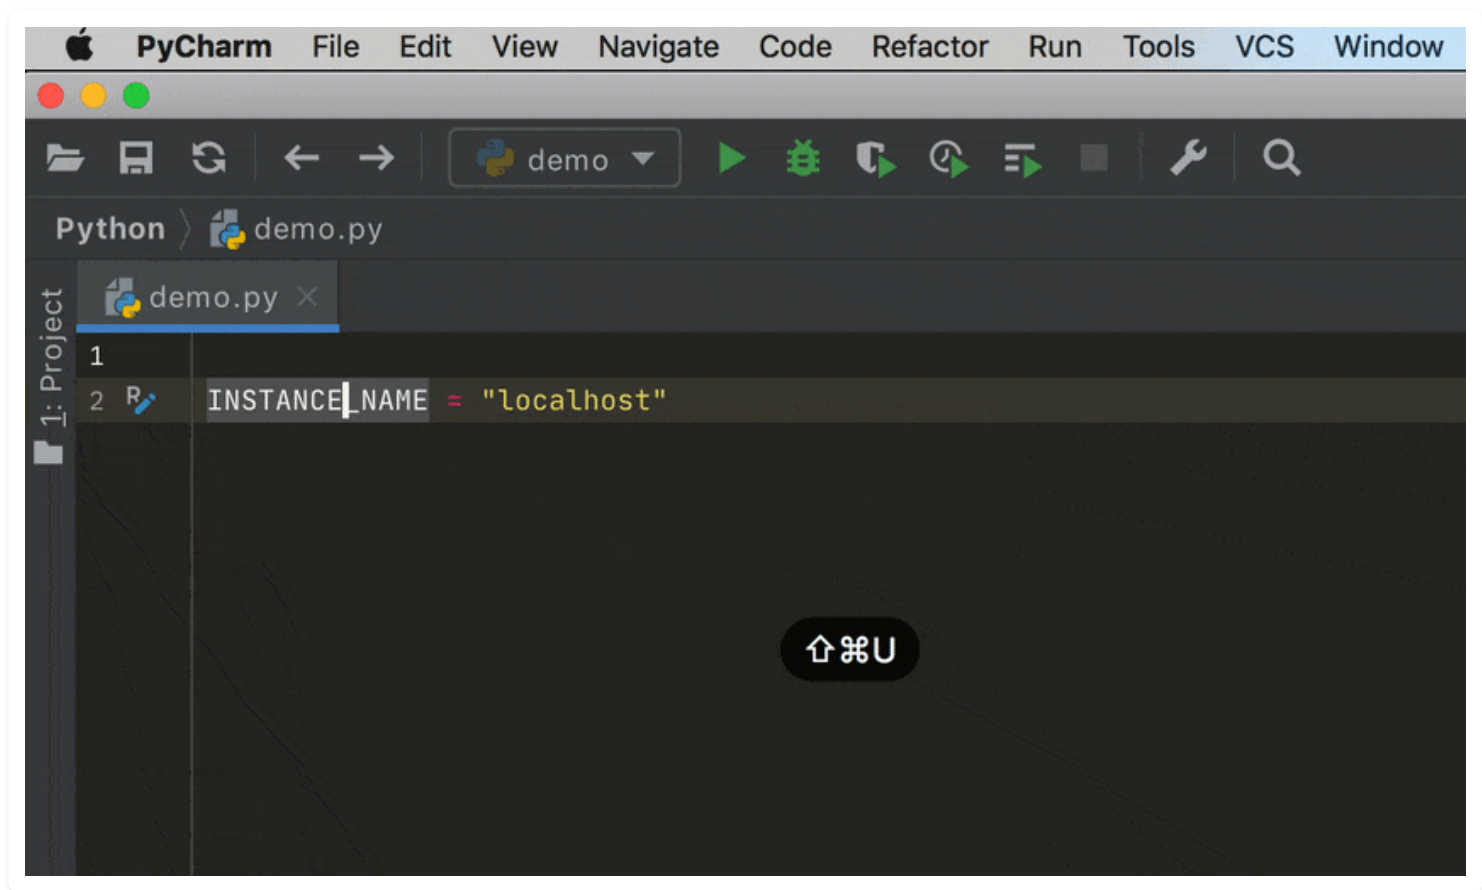 PyCharm File Edit View Navigate Code Refactor Run Tools VCS Window
demo
Python demo.py
demo.py
1: Project
1
2 INSTANCE_NAME = "localhost"
⇧⌘U